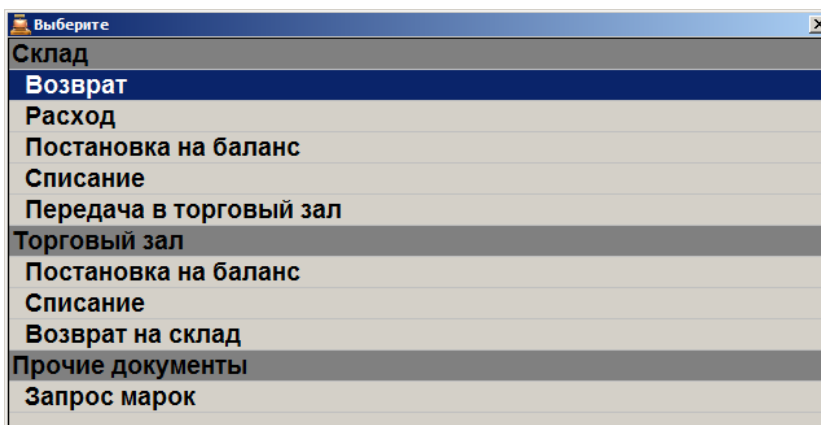 Выберите
Склад
Возврат
Расход
Постановка на баланс
Списание
Передача в торговый зал
Торговый зал
Постановка на баланс
Списание
Возврат на склад
Прочие документы
Запрос марок